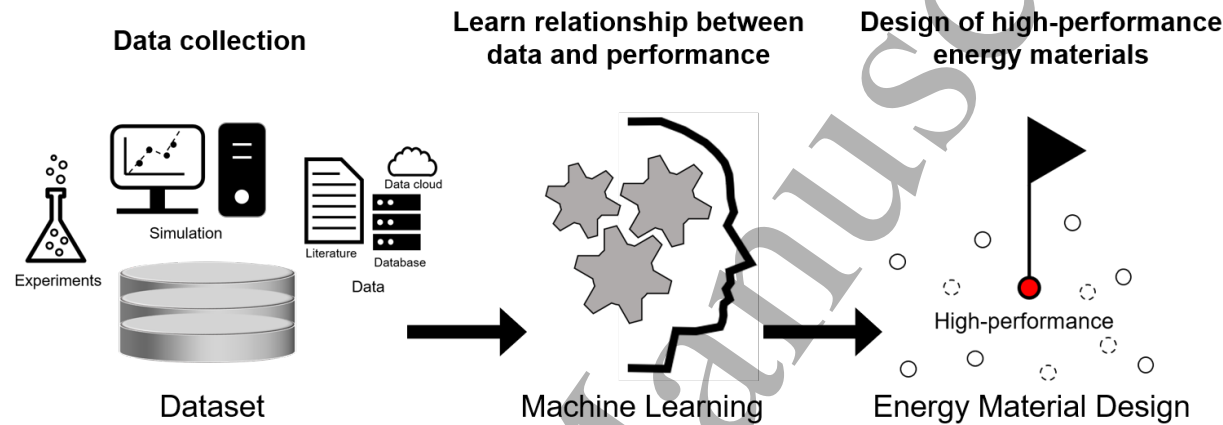 Data collection
Learn relationship between
data and performance
Design of high-performance
energy materials
Experiments
Simulation
Literature
Data cloud
Database
Data
High-performance
Dataset
Machine Learning
Energy Material Design